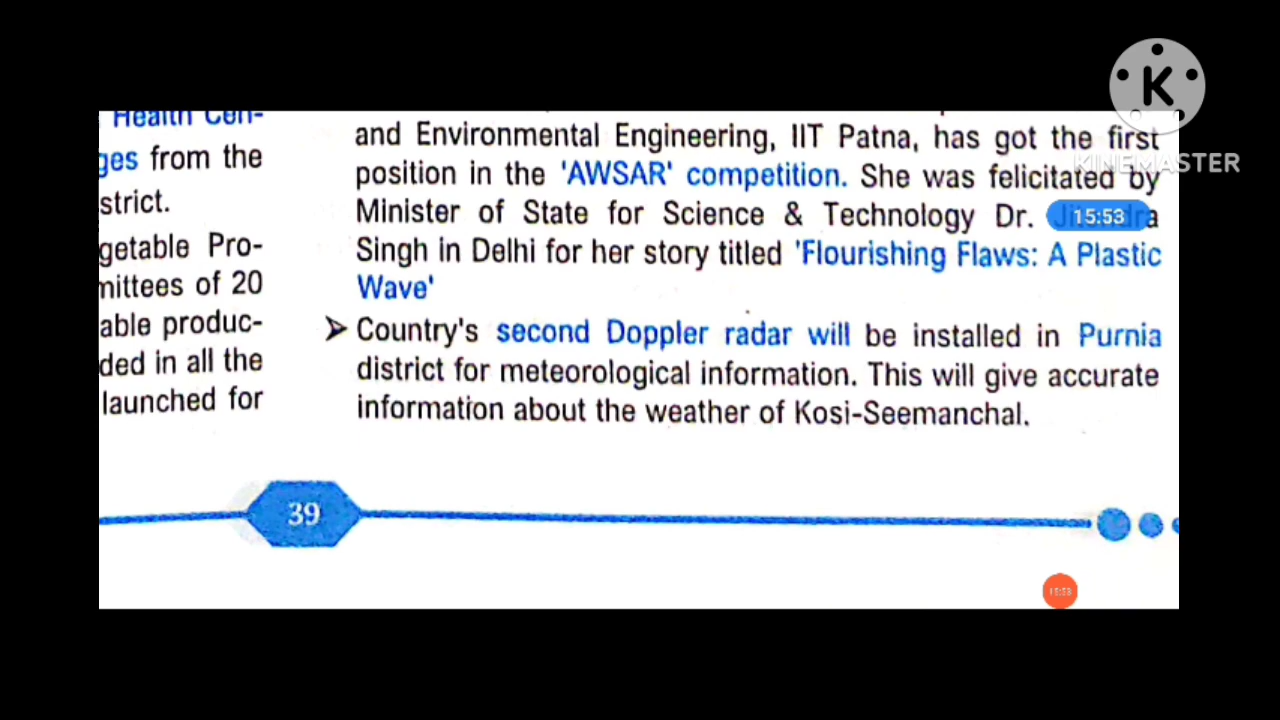 Health Cen-
ges from the
strict.
getable Pro-
mittees of 20
able produc-
ded in all the
launched for
and Environmental Engineering, IIT Patna, has got the first
position in the 'AWSAR' competition. She was felicitated by
Minister of State for Science & Technology Dr.
Singh in Delhi for her story titled 'Flourishing Flaws: A Plastic
Wave'
➤ Country's second Doppler radar will be installed in Purnia
district for meteorological information. This will give accurate
information about the weather of Kosi-Seemanchal.
39
K
KINEMASTER
15:53
15:53